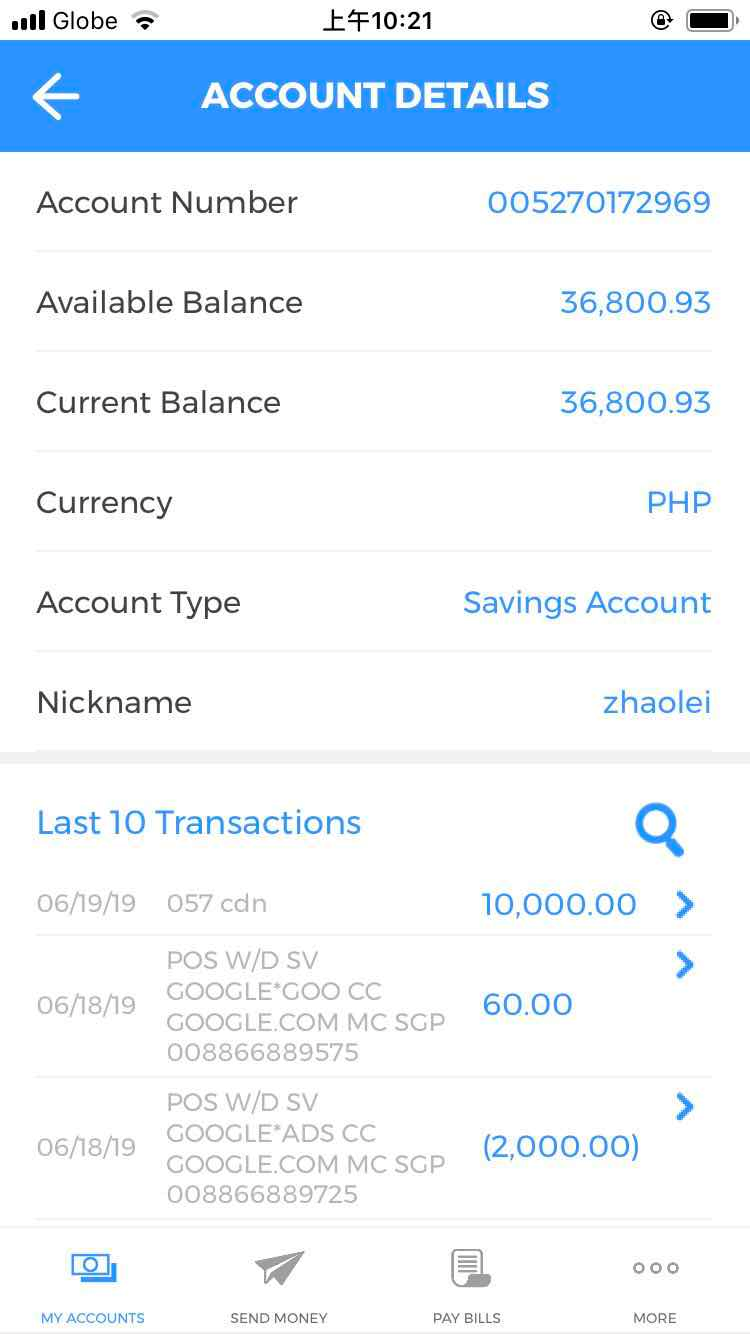 Globe 上午10:21
ACCOUNT DETAILS
Account Number 005270172969
Available Balance 36,800.93
Current Balance 36,800.93
Currency PHP
Account Type Savings Account
Nickname zhaolei
Last 10 Transactions
06/19/19 057 cdn 10,000.00
POS W/D SV
GOOGLE*GOO CC
06/18/19 GOOGLE.COM MC SGP 60.00
008866889575
POS W/D SV
GOOGLE*ADS CC
06/18/19 GOOGLE.COM MC SGP (2,000.00)
008866889725
MY ACCOUNTS SEND MONEY PAY BILLS MORE